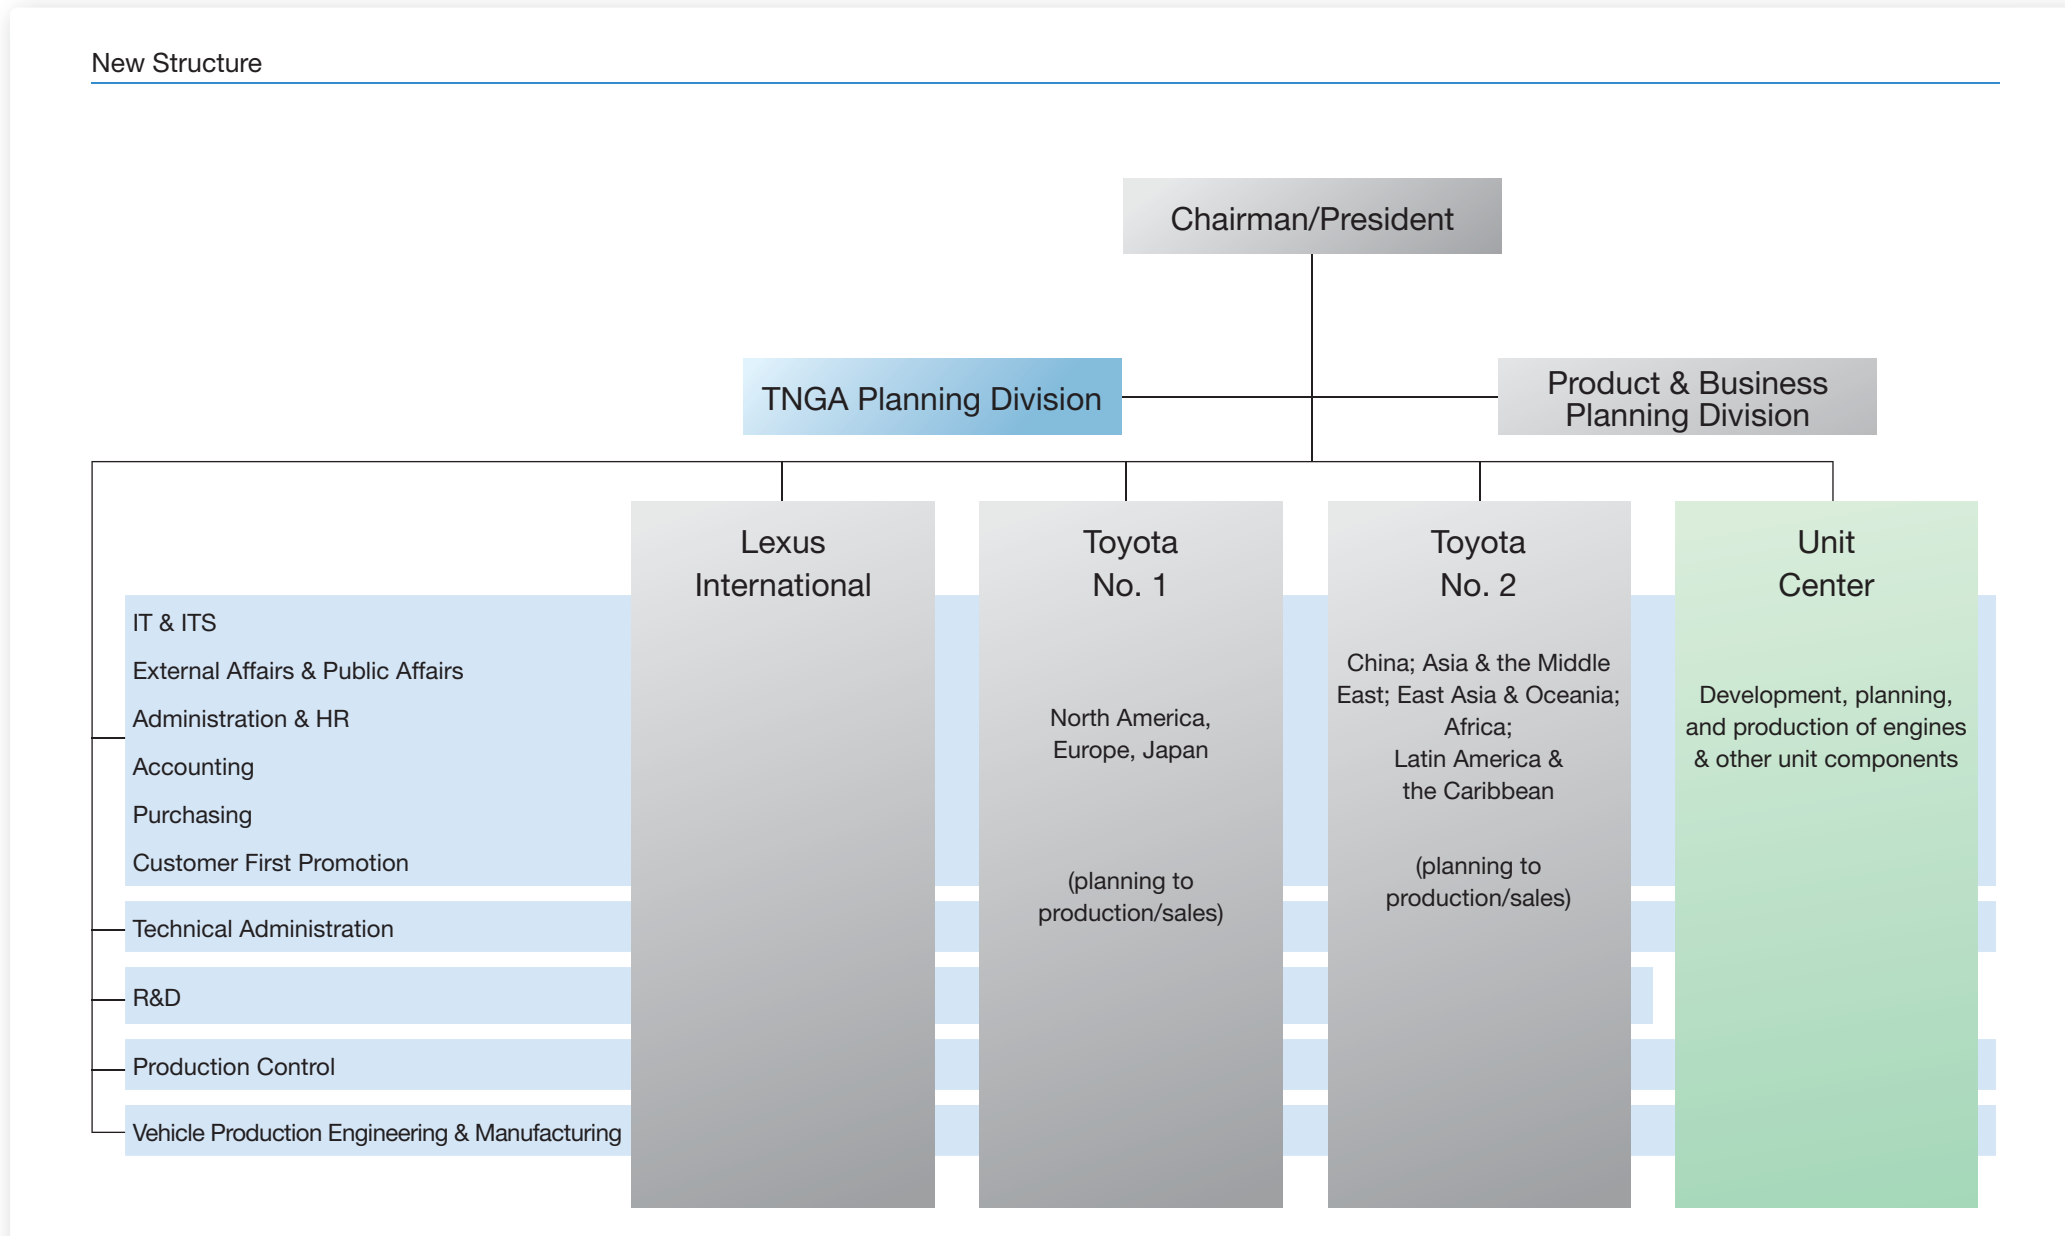 New Structure
Chairman/President
TNGA Planning Division
Product & Business
Planning Division
Lexus
International
Toyota
No. 1
Toyota
No. 2
Unit
Center
IT & ITS
External Affairs & Public Affairs
Administration & HR
Accounting
Purchasing
Customer First Promotion
Technical Administration
R&D
Production Control
Vehicle Production Engineering & Manufacturing
North America,
Europe, Japan
(planning to
production/sales)
China; Asia & the Middle
East; East Asia & Oceania;
Africa;
Latin America &
the Caribbean
(planning to
production/sales)
Development, planning,
and production of engines
& other unit components